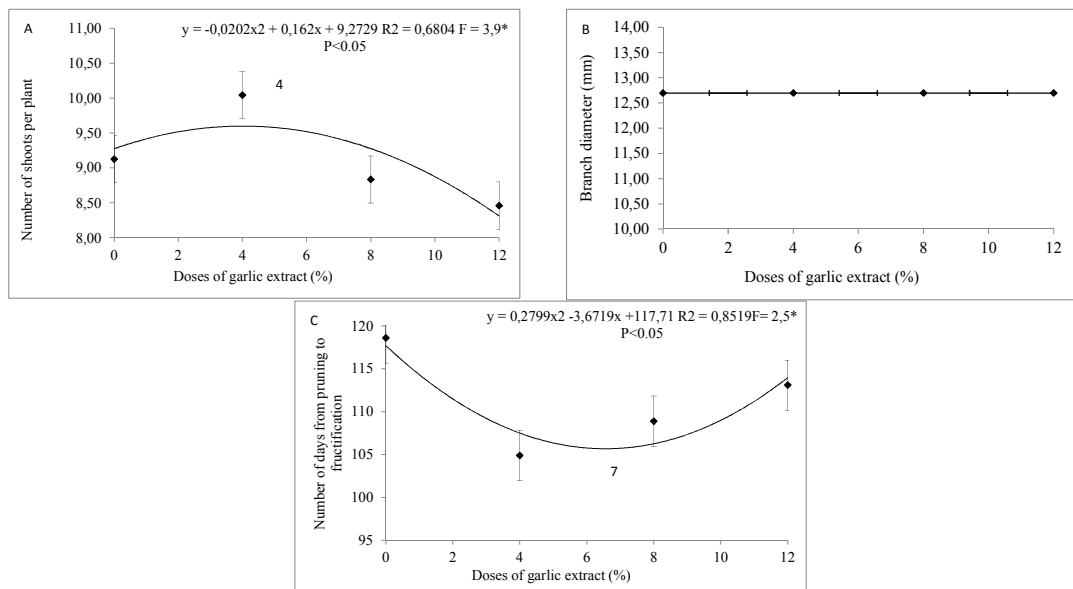 A
y = -0,0202x2 + 0,162x + 9,2729 R2 = 0,6804 F = 3,9*
P<0.05
Number of shoots per plant
11,00
10,50
10,00
9,50
9,00
8,50
8,00
4
0 2 4 6 8 10 12
Doses of garlic extract (%)
B
Branch diameter (mm)
14,00
13,50
13,00
12,50
12,00
11,50
11,00
10,50
10,00
0 2 4 6 8 10 12
Doses of garlic extract (%)
C
y = 0,2799x2 -3,6719x +117,71 R2 = 0,8519F= 2,5*
P<0.05
Number of days from pruning to
fructification
120
115
110
105
100
95
7
0 2 4 6 8 10 12
Doses of garlic extract (%)